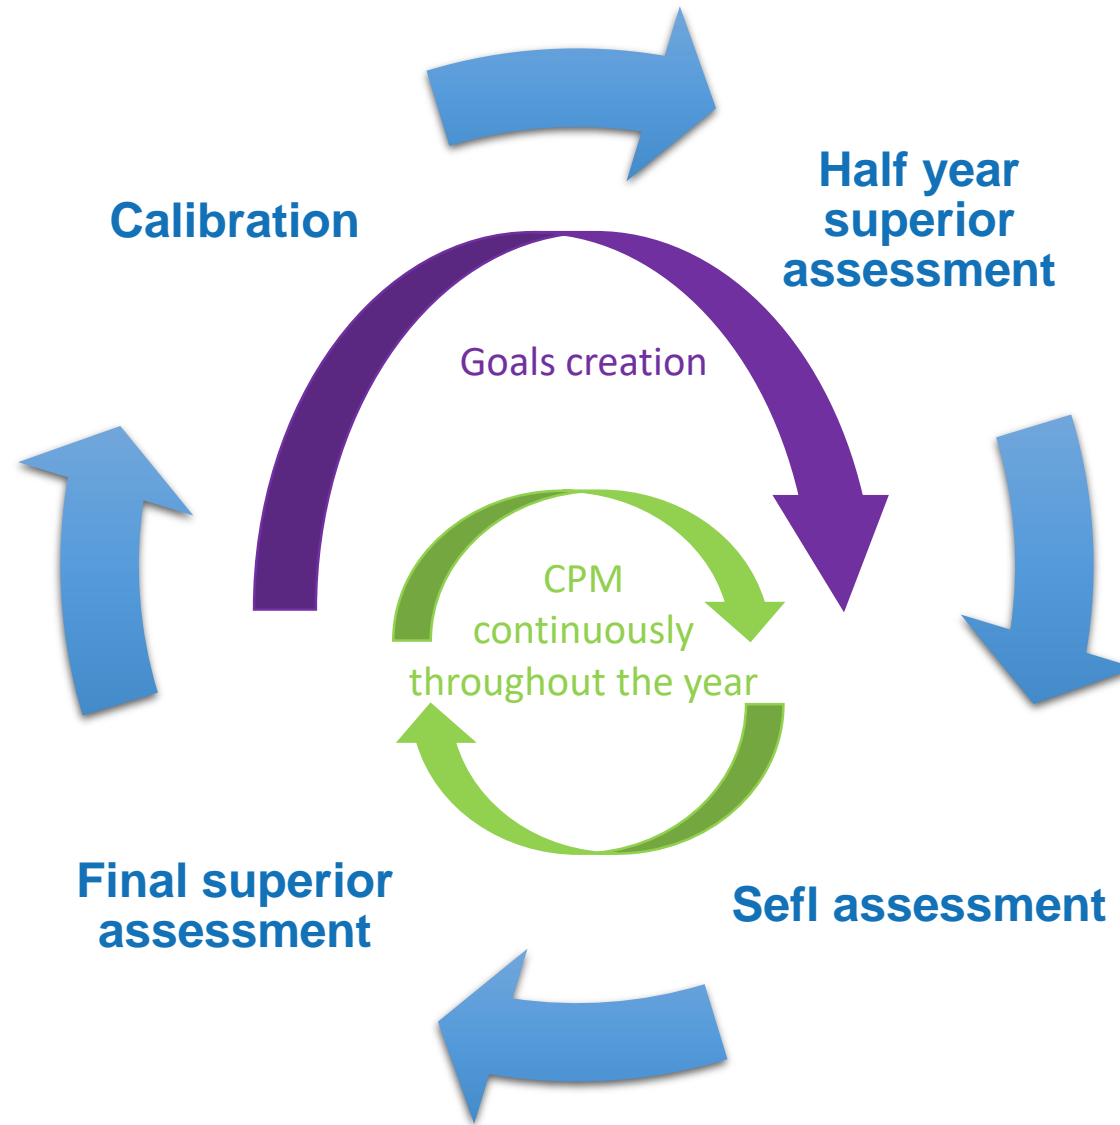 Calibration
Half year
superior
assessment
Goals creation
CPM
continuously
throughout the year
Final superior
assessment
Sefl assessment